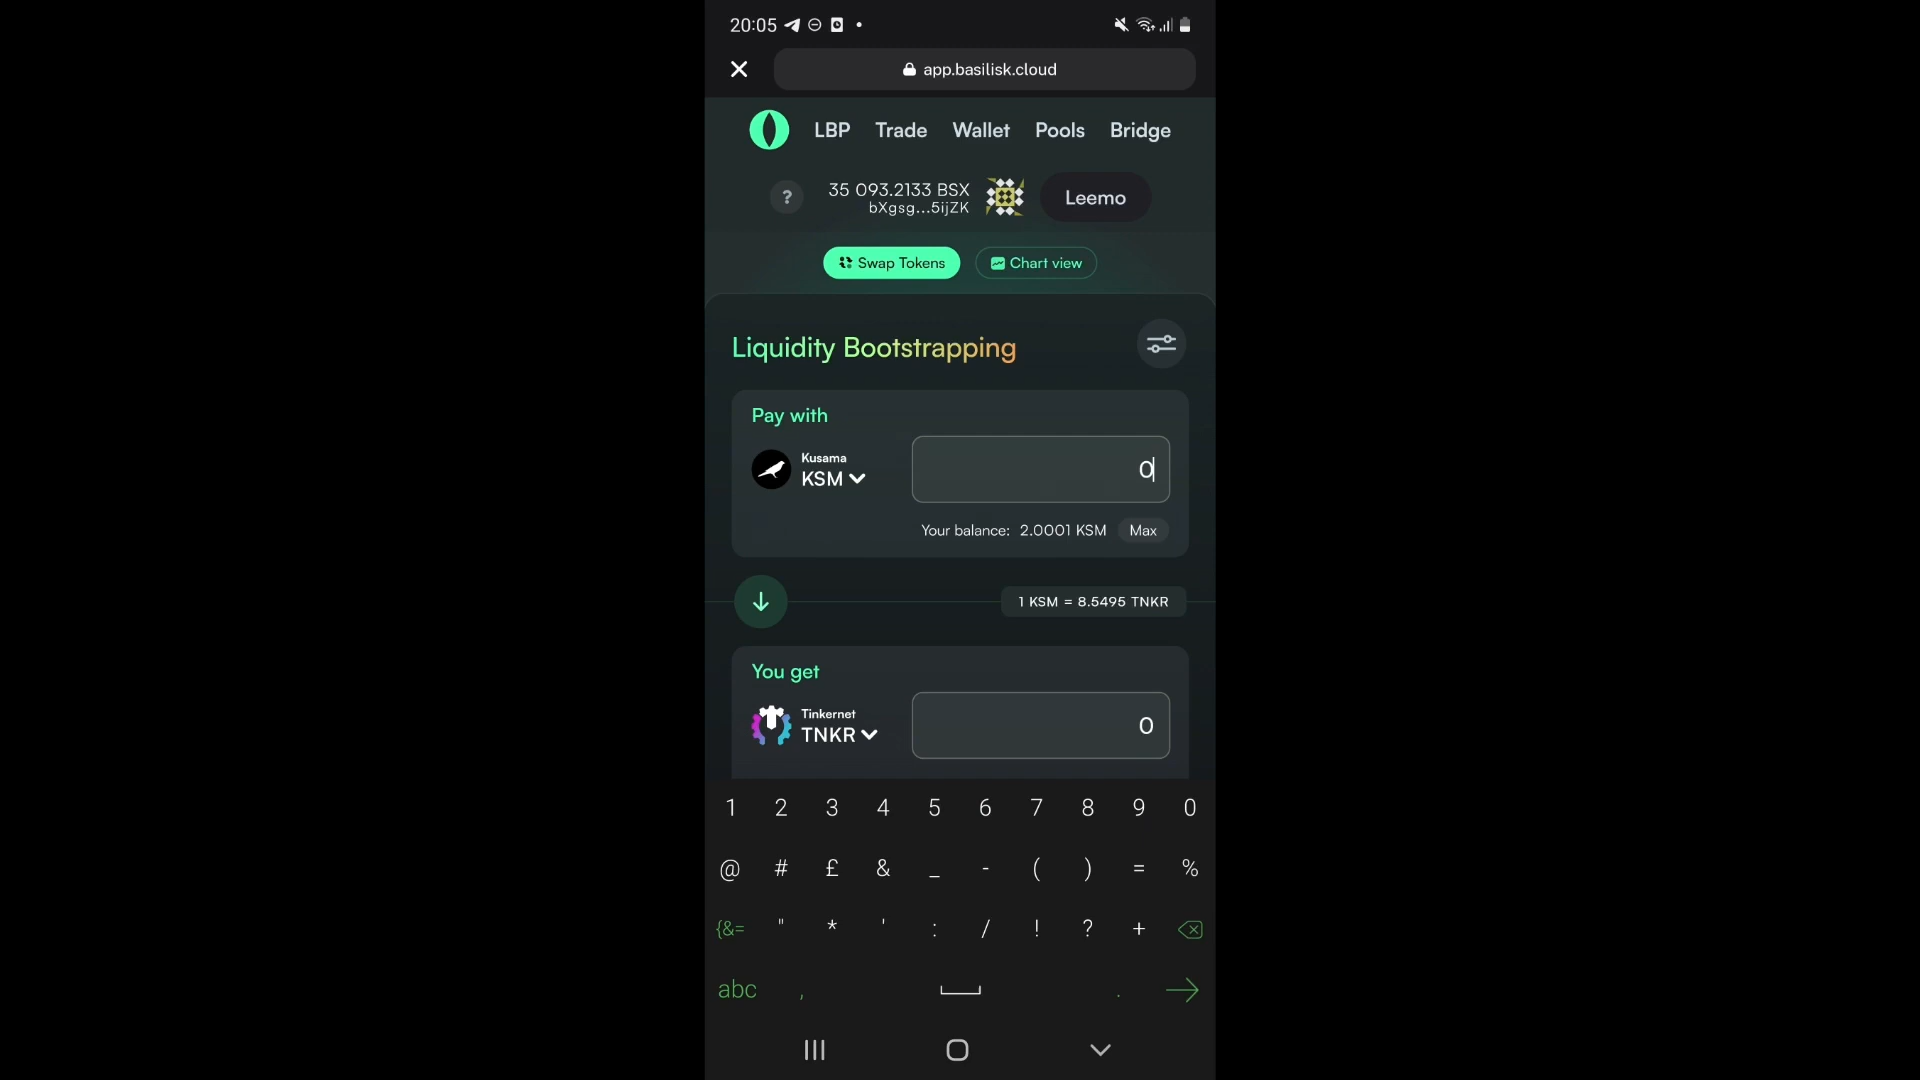 20:05
app.basilisk.cloud
LBP Trade Wallet Pools Bridge
? 35 093.2133 BSX
bXgsg...5ijZK
Leemo
Swap Tokens Chart view
Liquidity Bootstrapping
Pay with
Kusama
KSM
0
Your balance: 2.0001 KSM Max
1 KSM = 8.5495 TNKR
You get
Tinkernet
TNKR
0
1 2 3 4 5 6 7 8 9 0
@ # £ & _ - ( ) = %
{&= " * ' : / ! ? +
abc , .